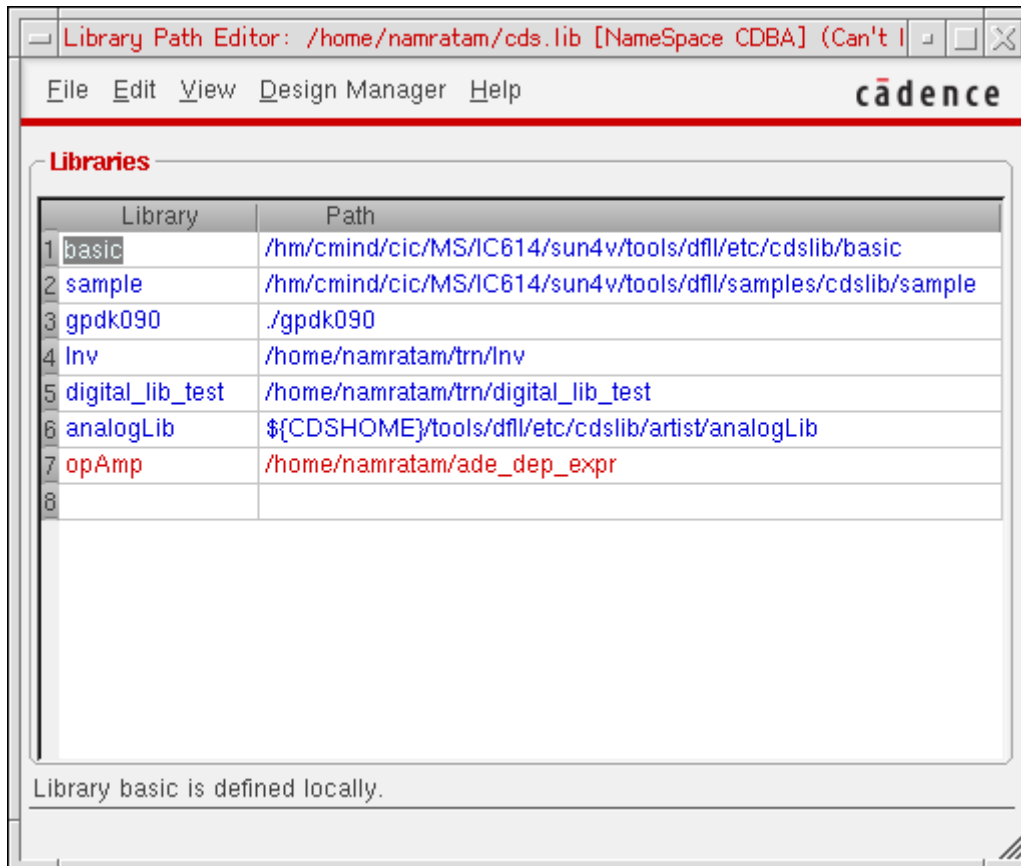 Library Path Editor: /home/namratam/cds.lib [NameSpace CDBA] (Can't l
File Edit View Design Manager Help
cādence
Libraries
Library Path
1 basic /hm/cmind/cic/MS/IC614/sun4v/tools/dfII/etc/cdslib/basic
2 sample /hm/cmind/cic/MS/IC614/sun4v/tools/dfII/samples/cdslib/sample
3 gpdk090 ./gpdk090
4 Inv /home/namratam/trn/Inv
5 digital_lib_test /home/namratam/trn/digital_lib_test
6 analogLib ${CDSHOME}/tools/dfII/etc/cdslib/artist/analogLib
7 opAmp /home/namratam/ade_dep_expr
8
Library basic is defined locally.